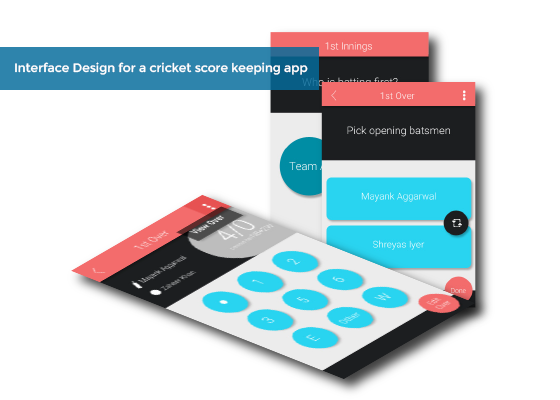 Interface Design for a cricket score keeping app
1st Innings
Who is batting first?
Team A
1st Over
Pick opening batsmen
Mayank Aggarwal
Shreyas Iyer
Done
1st Over
View Over
4/0
Mayank Aggarwal
Zaheer Khan
1
2
3
5
6
E
Other
W
End
Over